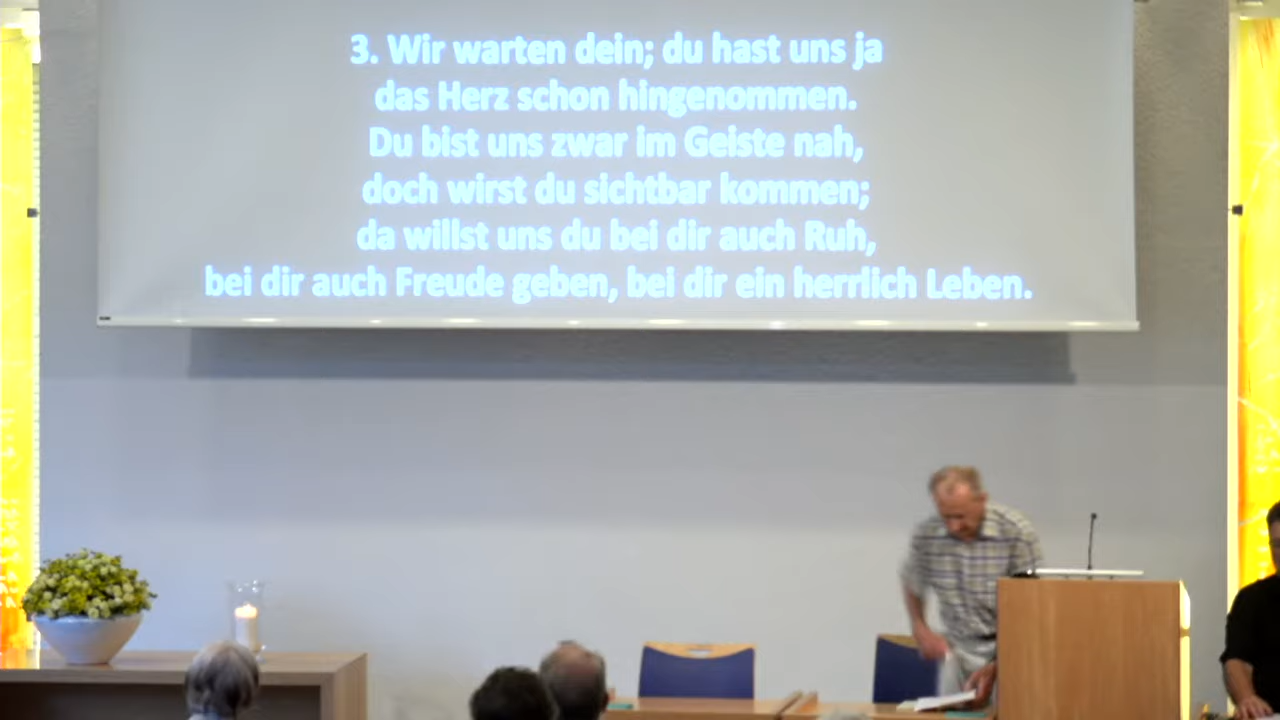 3. Wir warten dein; du hast uns ja
das Herz schon hingenommen.
Du bist uns zwar im Geiste nah,
doch wirst du sichtbar kommen;
da willst uns du bei dir auch Ruh,
bei dir auch Freude geben, bei dir ein herrlich Leben.